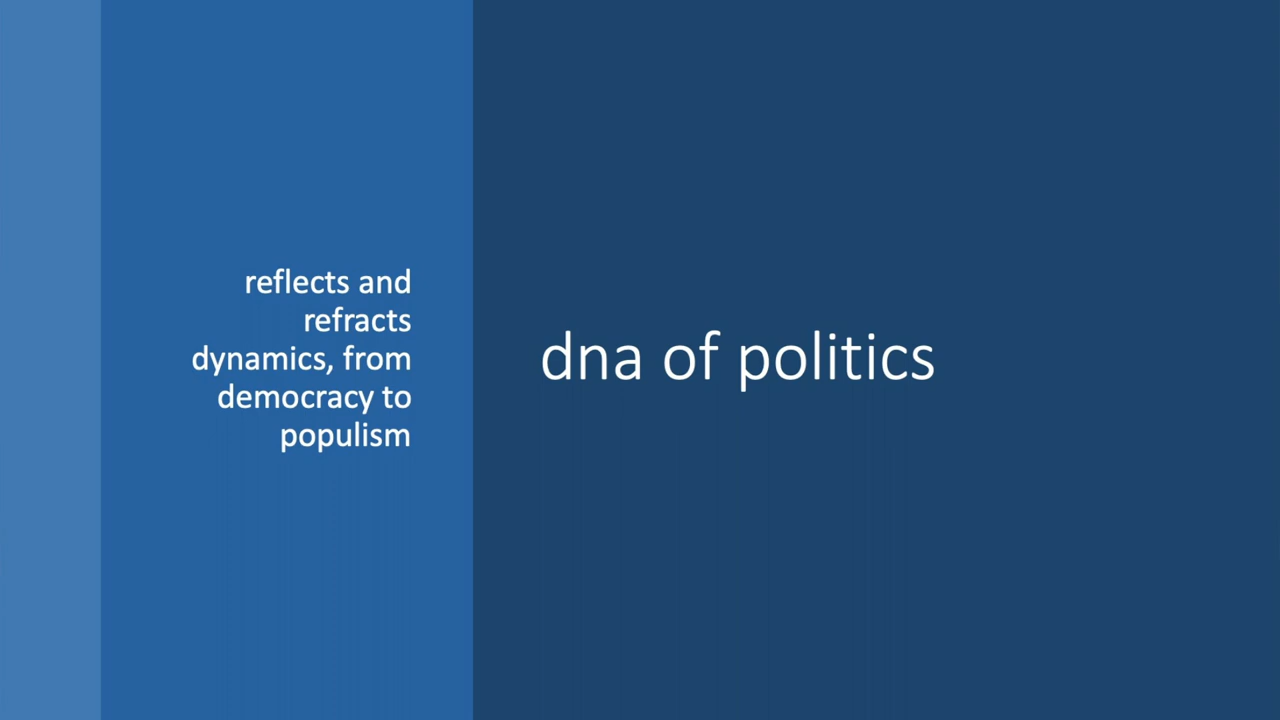 reflects and
refracts
dynamics, from
democracy to
populism
dna of politics